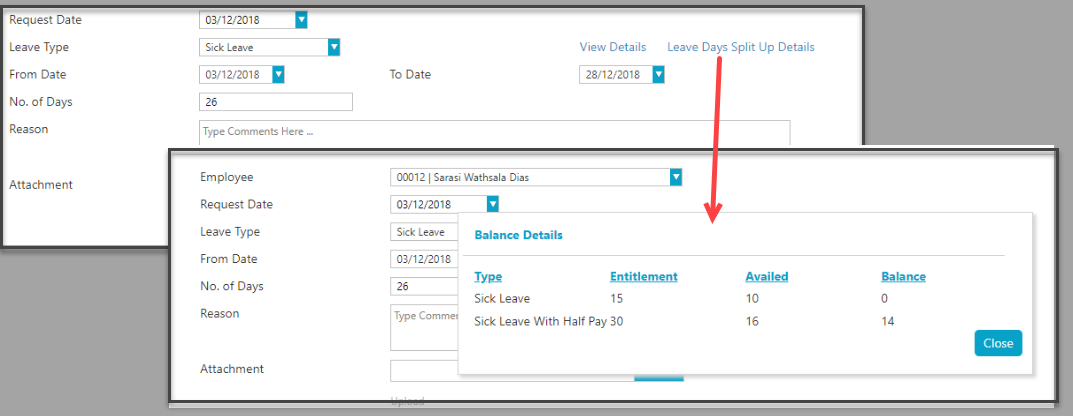 Request Date 03/12/2018
Leave Type Sick Leave View Details Leave Days Split Up Details
From Date 03/12/2018 To Date 28/12/2018
No. of Days 26
Reason Type Comments Here ...
Attachment
Employee 00012 | Sarasi Wathsala Dias
Request Date 03/12/2018
Leave Type Sick Leave
From Date 03/12/2018
No. of Days 26
Reason Type Commen
Attachment
Upload
Balance Details
Type Entitlement Availed Balance
Sick Leave 15 10 0
Sick Leave With Half Pay 30 16 14
Close